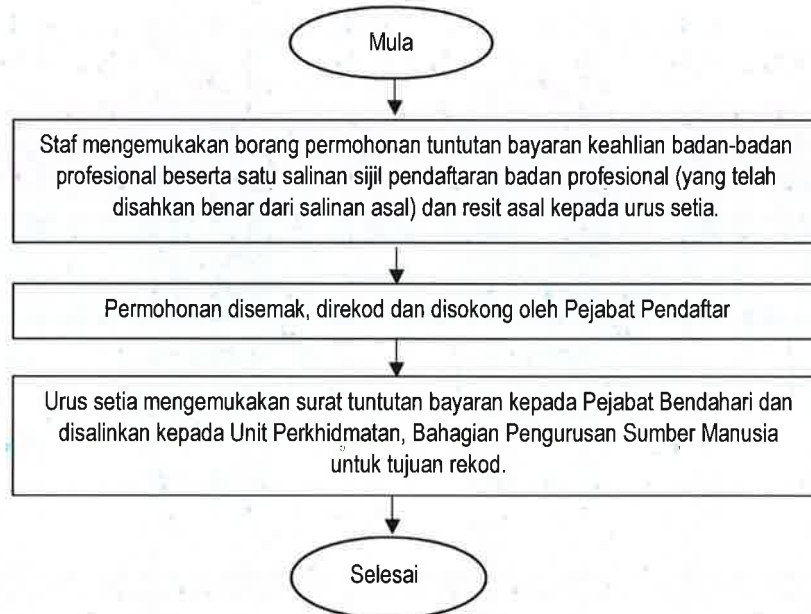 Mula
Staf mengemukakan borang permohonan tuntutan bayaran keahlian badan-badan
profesional beserta satu salinan sijil pendaftaran badan profesional (yang telah
disahkan benar dari salinan asal) dan resit asal kepada urus setia.
Permohonan disemak, direkod dan disokong oleh Pejabat Pendaftar
Urus setia mengemukakan surat tuntutan bayaran kepada Pejabat Bendahari dan
disalinkan kepada Unit Perkhidmatan, Bahagian Pengurusan Sumber Manusia
untuk tujuan rekod.
Selesai